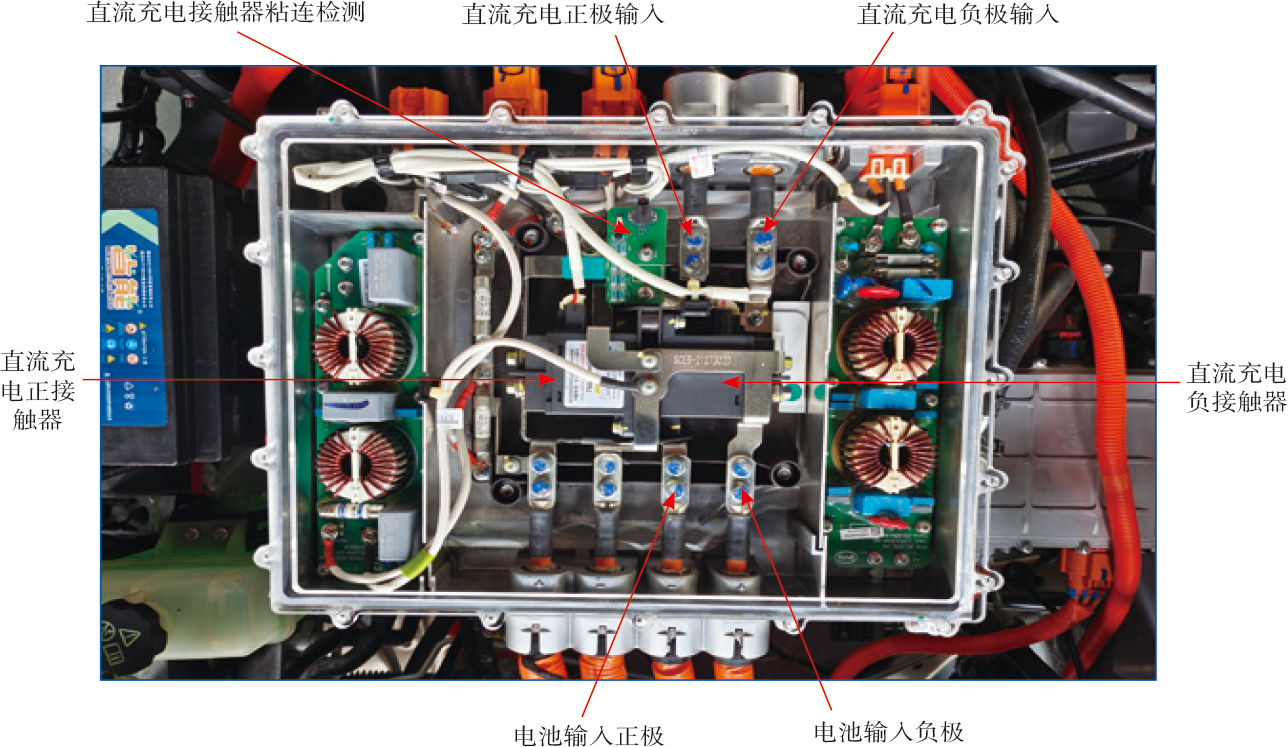 直流充电接触器粘连检测
直流充电正极输入
直流充电负极输入
直流充
电正接
触器
直流充电
负接触器
电池输入正极
电池输入负极